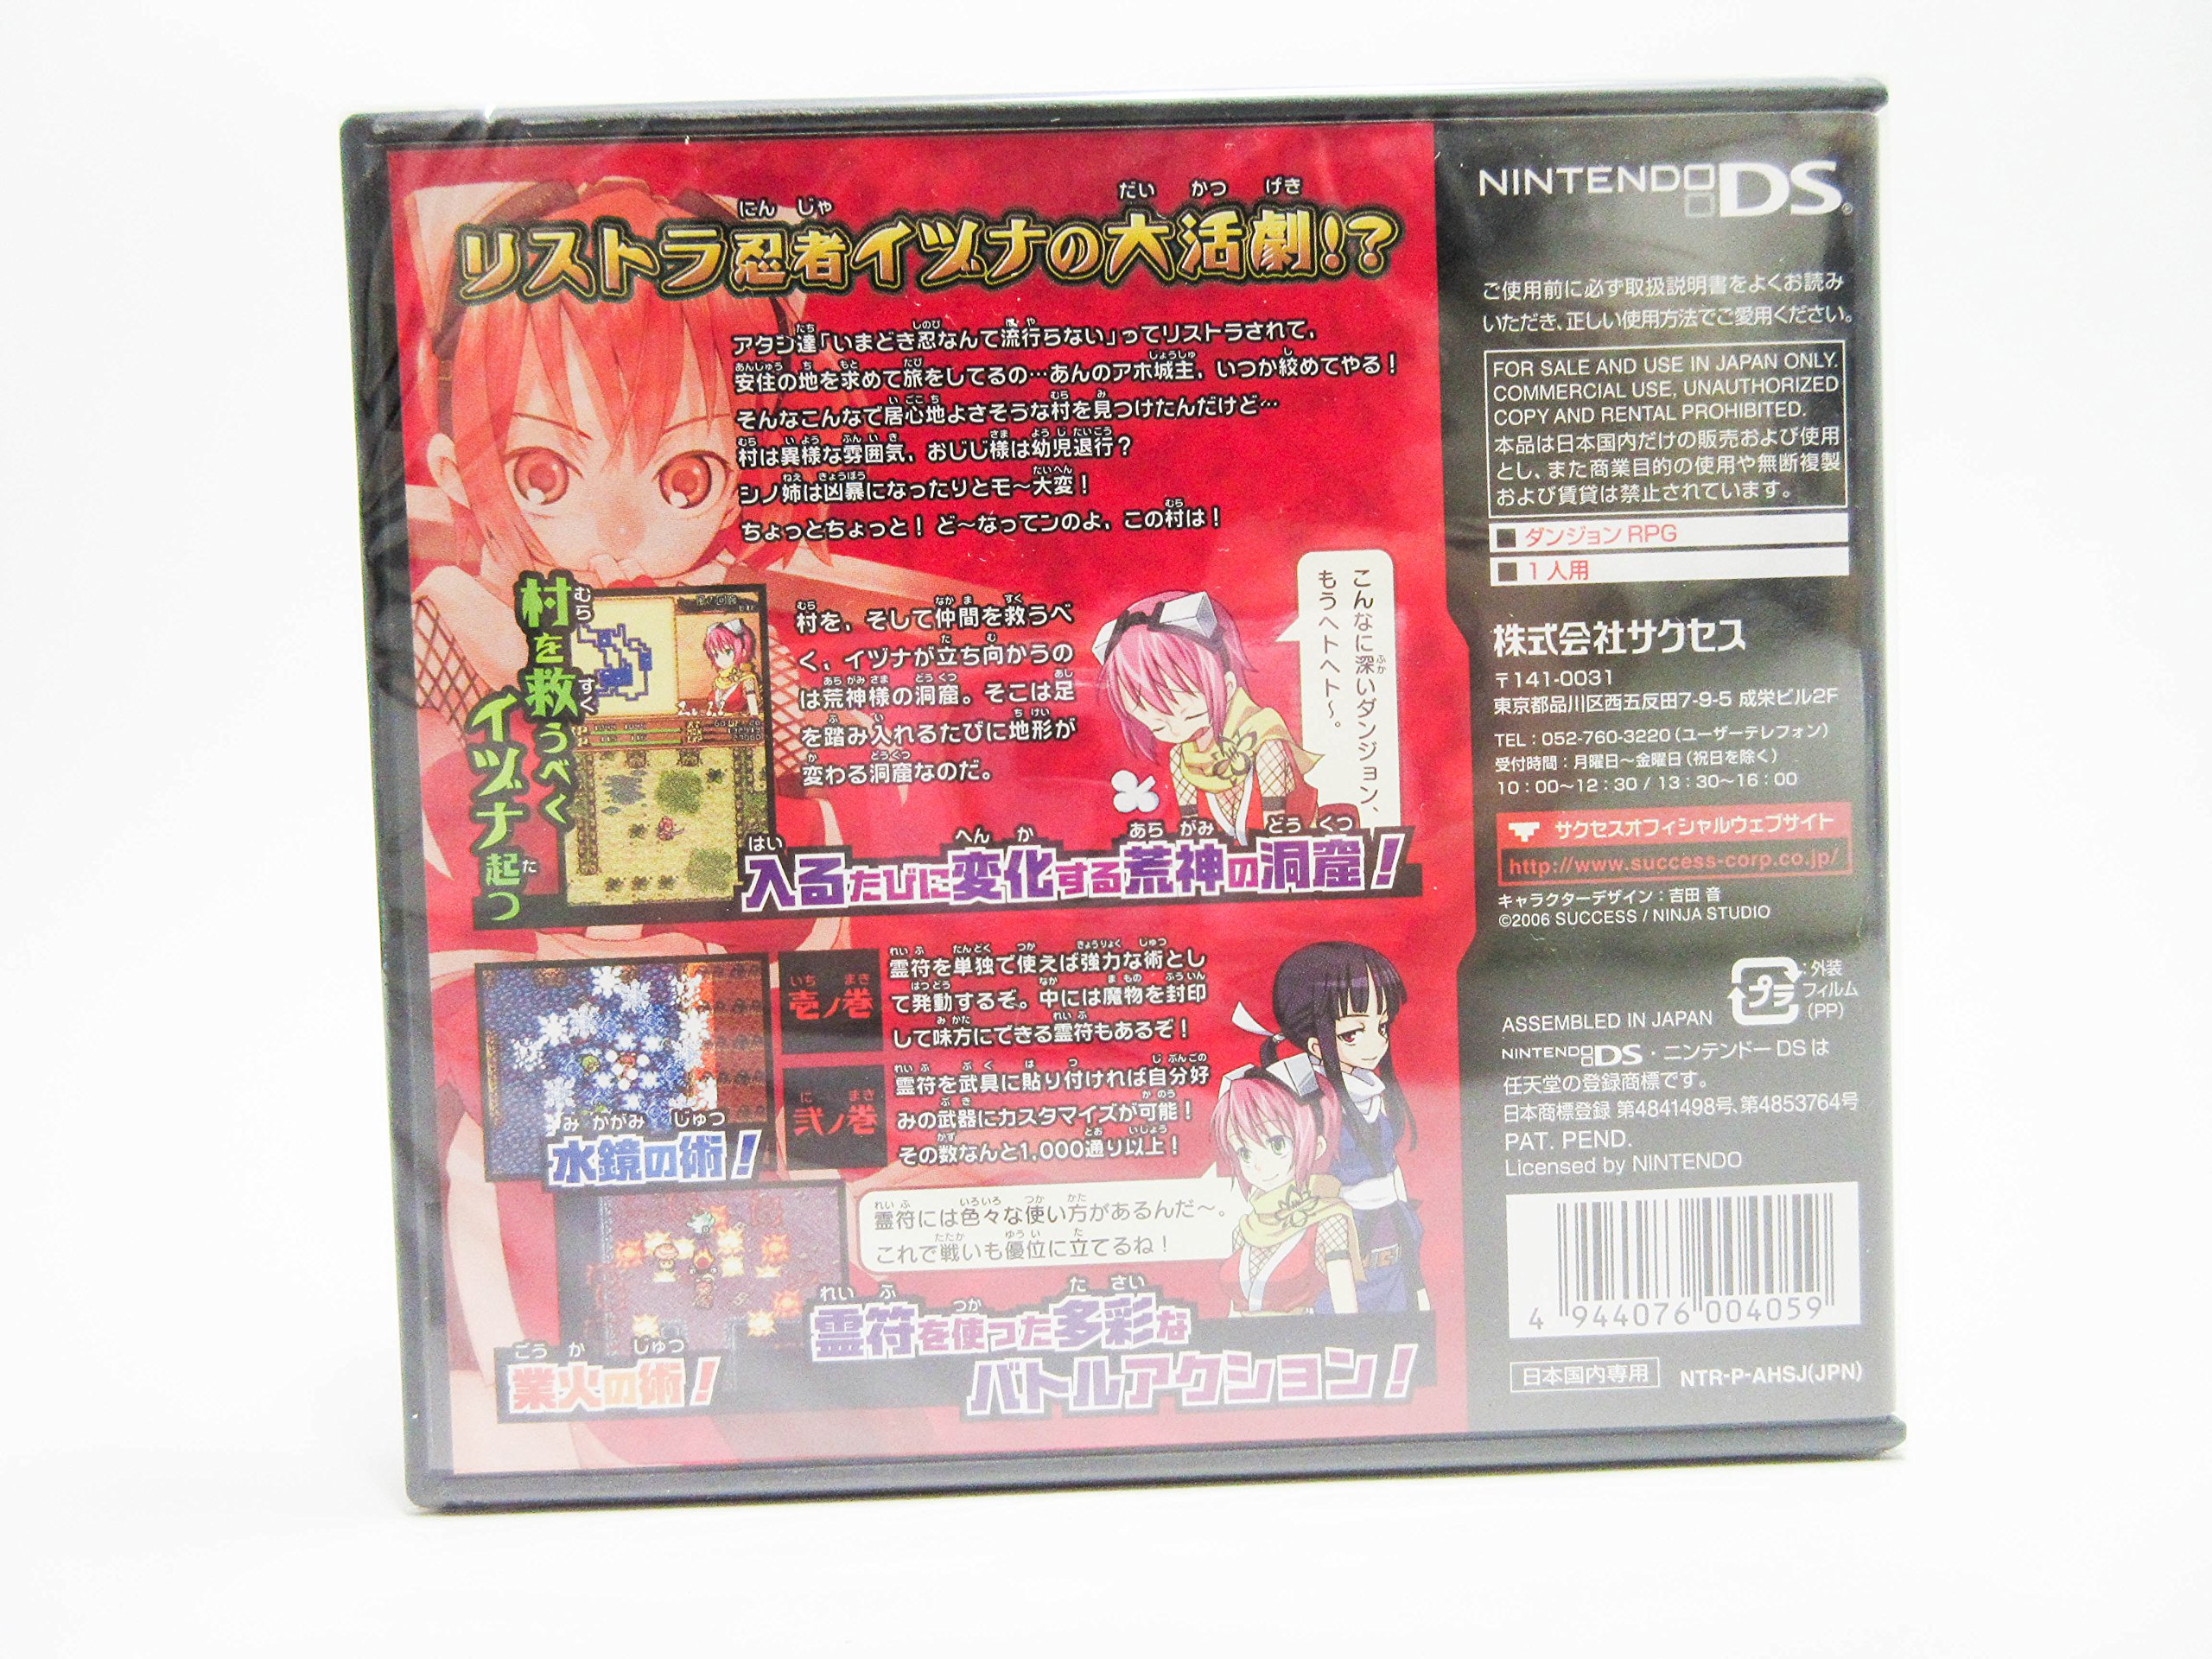 リストラ忍者イヅナの大活劇!?
アタシ達「いまどき忍なんて流行らない」ってリストラされて、
安住の地を求めて旅をしてるの…あんのアホ城主、いつか絞めてやる!
そんなこんなで居心地よさそうな村を見つけたんだけど…
村は異様な雰囲気、おじじ様は幼児退行?
シノ姉は凶暴になったりとモ〜大変!
ちょっとちょっと! ど〜なってンのよ、この村は!
村を救うべく
イヅナ起つ
村を、そして仲間を救うべ
く、イヅナが立ち向かうの
は荒神様の洞窟。そこは足
を踏み入れるたびに地形が
変わる洞窟なのだ。
こんなに深いダンジョン、
もうヘトヘト〜。
入るたびに変化する荒神の洞窟!
壱ノ巻
霊符を単独で使えば強力な術とし
て発動するぞ。中には魔物を封印
して味方にできる霊符もあるぞ!
弐ノ巻
霊符を武具に貼り付ければ自分好
みの武器にカスタマイズが可能!
その数なんと1,000通り以上!
水鏡の術!
霊符には色々な使い方があるんだ〜。
これで戦いも優位に立てるね!
業火の術!
霊符を使った多彩な
バトルアクション!
NINTENDO DS®
ご使用前に必ず取扱説明書をよくお読み
いただき、正しい使用方法でご愛用ください。
FOR SALE AND USE IN JAPAN ONLY.
COMMERCIAL USE, UNAUTHORIZED
COPY AND RENTAL PROHIBITED.
本品は日本国内だけの販売および使用
とし、また商業目的の使用や無断複製
および賃貸は禁止されています。
■ ダンジョンRPG
■ 1人用
株式会社サクセス
〒141-0031
東京都品川区西五反田7-9-5 成栄ビル2F
TEL:052-760-3220(ユーザーテレフォン)
受付時間:月曜日〜金曜日(祝日を除く)
10:00〜12:30 / 13:30〜16:00
サクセスオフィシャルウェブサイト
http://www.success-corp.co.jp/
キャラクターデザイン:吉田 音
©2006 SUCCESS / NINJA STUDIO
プラ
:外装
フィルム
(PP)
ASSEMBLED IN JAPAN
NINTENDO DS・ニンテンドーDSは
任天堂の登録商標です。
日本商標登録 第4841498号、第4853764号
PAT. PEND.
Licensed by NINTENDO
4 944076 004059
日本国内専用
NTR-P-AHSJ(JPN)